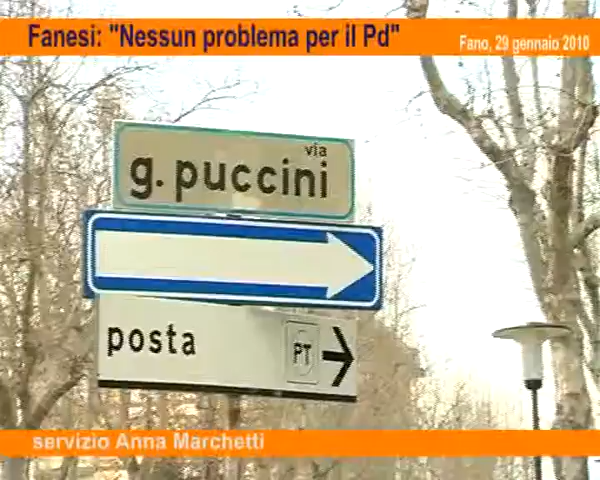 Fanesi: "Nessun problema per il Pd"
Fano, 29 gennaio 2010
via
g. puccini
posta
PT
servizio Anna Marchetti